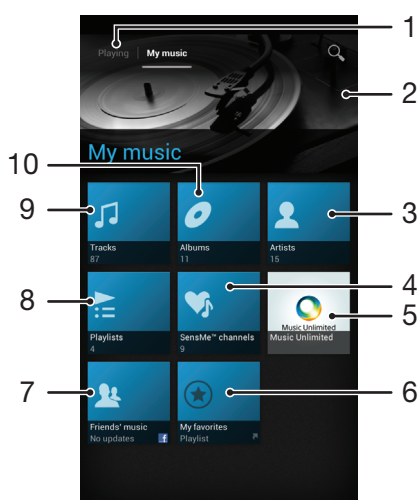 1
Playing My music
2
My music
10
9
3
Tracks
87
Albums
11
Artists
15
8
4
5
Playlists
4
SensMe™ channels
9
Music Unlimited
Music Unlimited
7
6
Friends' music
No updates f
My favorites
Playlist